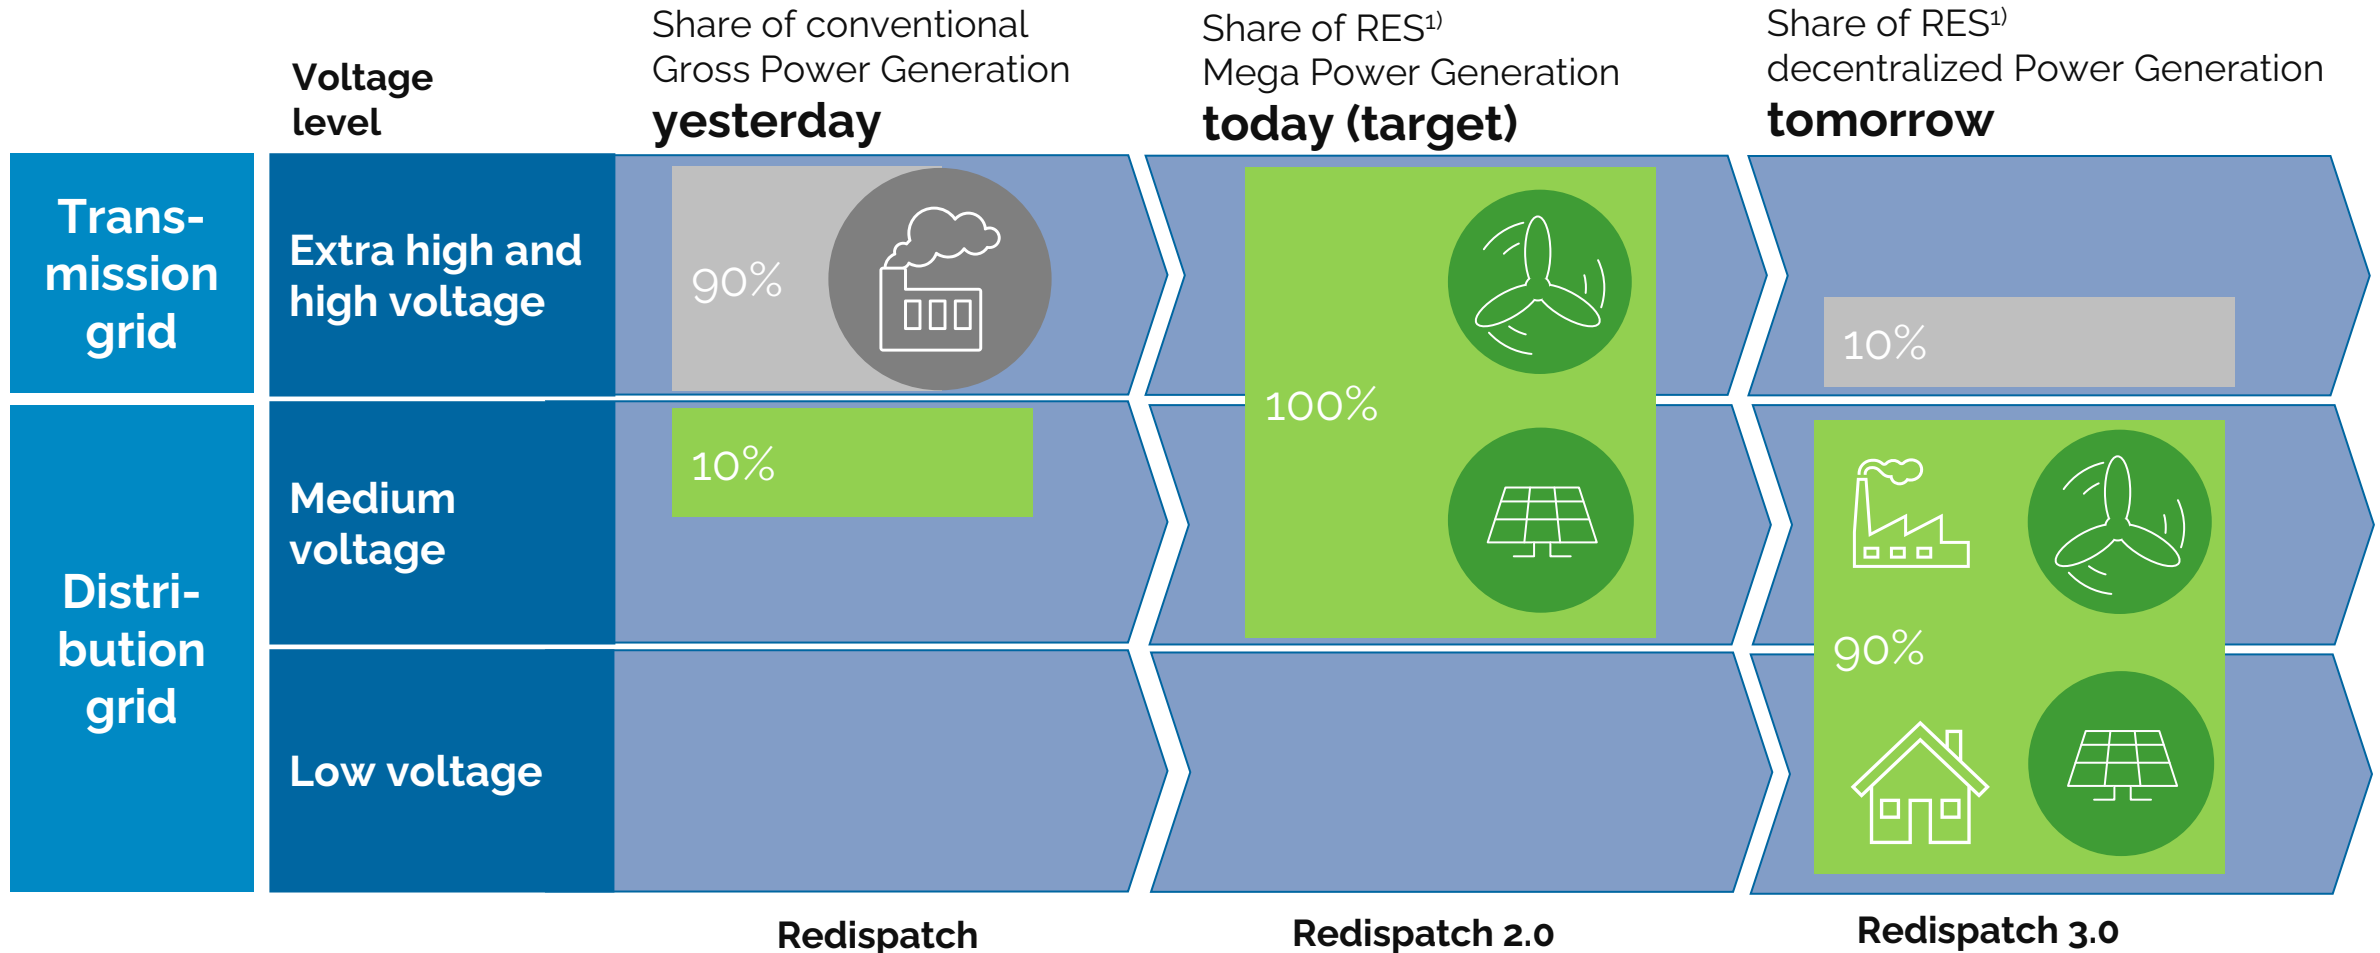 Voltage
level
Share of conventional
Gross Power Generation
yesterday
Share of RES¹⁾
Mega Power Generation
today (target)
Share of RES¹⁾
decentralized Power Generation
tomorrow
Trans-
mission
grid
Extra high and
high voltage
90%
100%
10%
Distri-
bution
grid
Medium
voltage
10%
90%
Low voltage
Redispatch
Redispatch 2.0
Redispatch 3.0